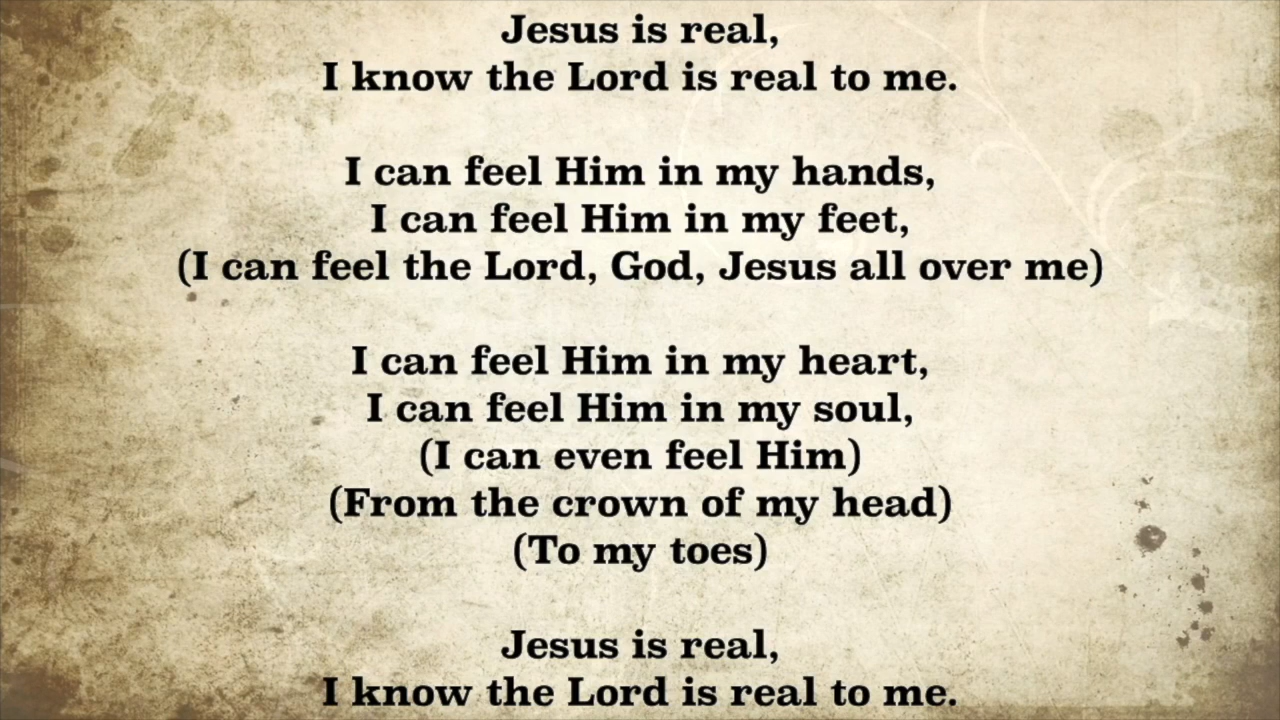 Jesus is real,
I know the Lord is real to me.
I can feel Him in my hands,
I can feel Him in my feet,
(I can feel the Lord, God, Jesus all over me)
I can feel Him in my heart,
I can feel Him in my soul,
(I can even feel Him)
(From the crown of my head)
(To my toes)
Jesus is real,
I know the Lord is real to me.